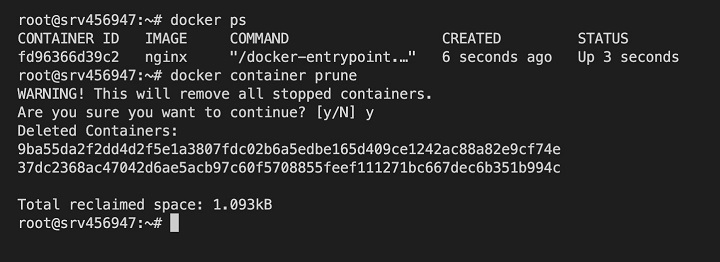 root@srv456947:~# docker ps
CONTAINER ID   IMAGE     COMMAND                  CREATED         STATUS
fd96366d39c2   nginx     "/docker-entrypoint.…"   6 seconds ago   Up 3 seconds
root@srv456947:~# docker container prune
WARNING! This will remove all stopped containers.
Are you sure you want to continue? [y/N] y
Deleted Containers:
9ba55da2f2dd4d2f5e1a3807fdc02b6a5edbe165d409ce1242ac88a82e9cf74e
37dc2368ac47042d6ae5acb97c60f5708855feef111271bc667dec6b351b994c

Total reclaimed space: 1.093kB
root@srv456947:~#